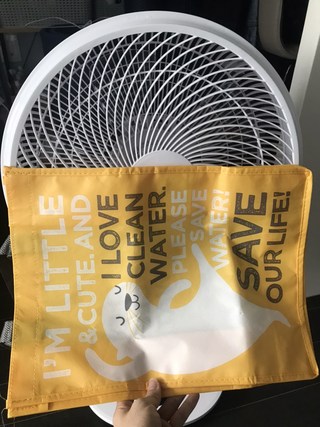 I'M LITTLE
& CUTE. AND
I LOVE
CLEAN
WATER.
PLEASE
SAVE
WATER!
SAVE
OUR LIFE!